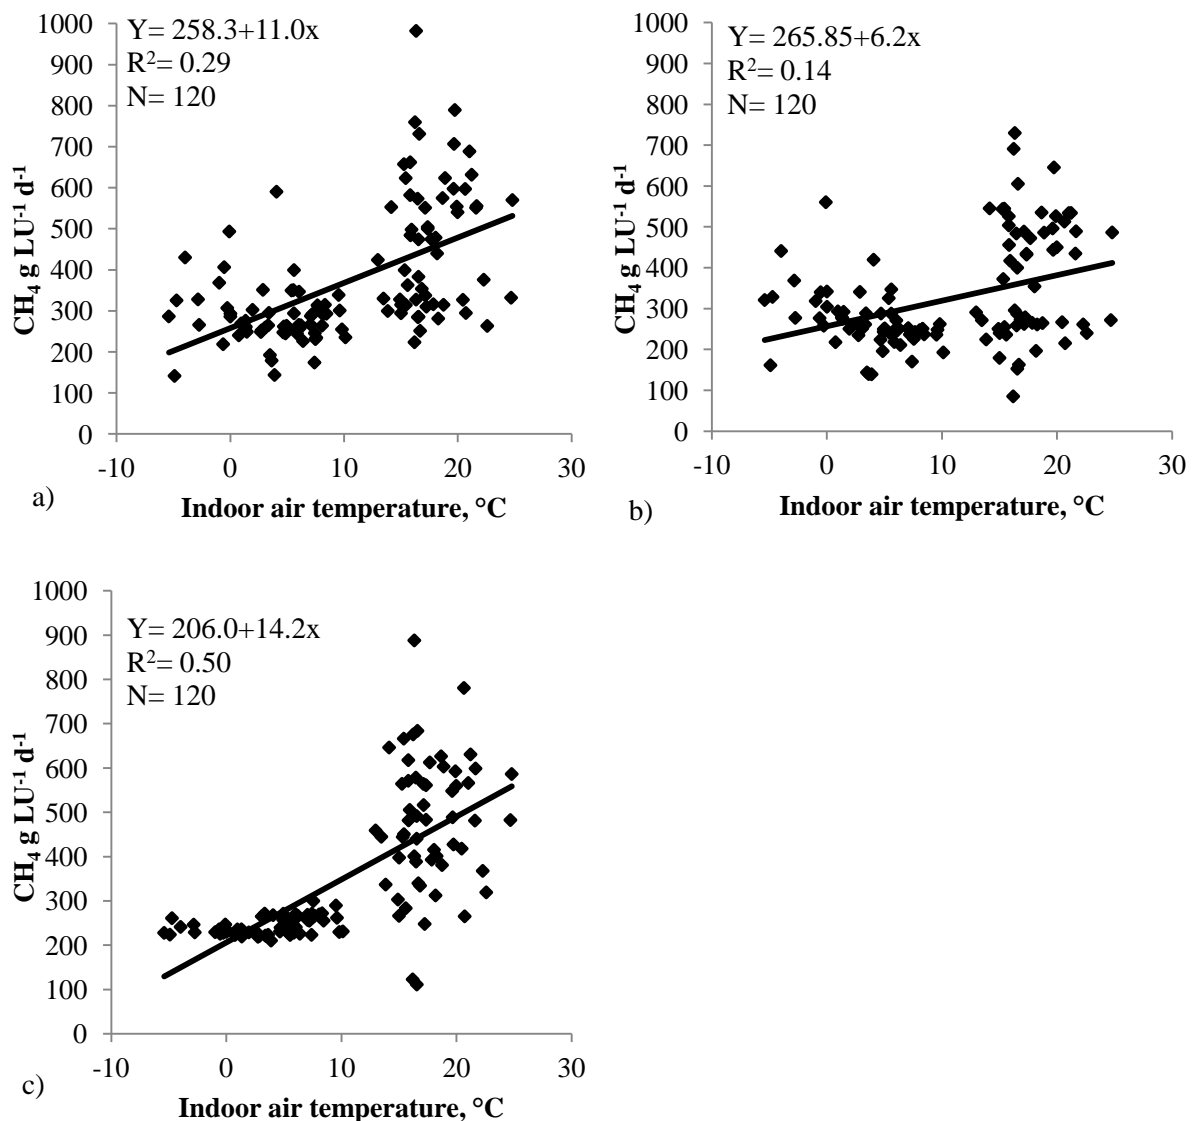 Y= 258.3+11.0x
R²= 0.29
N= 120
1000
900
800
700
600
500
400
300
200
100
0
CH₄ g LU⁻¹ d⁻¹
-10 0 10 20 30
Indoor air temperature, °C
a)
Y= 265.85+6.2x
R²= 0.14
N= 120
1000
900
800
700
600
500
400
300
200
100
0
CH₄ g LU⁻¹ d⁻¹
-10 0 10 20 30
Indoor air temperature, °C
b)
Y= 206.0+14.2x
R²= 0.50
N= 120
1000
900
800
700
600
500
400
300
200
100
0
CH₄ g LU⁻¹ d⁻¹
-10 0 10 20 30
Indoor air temperature, °C
c)